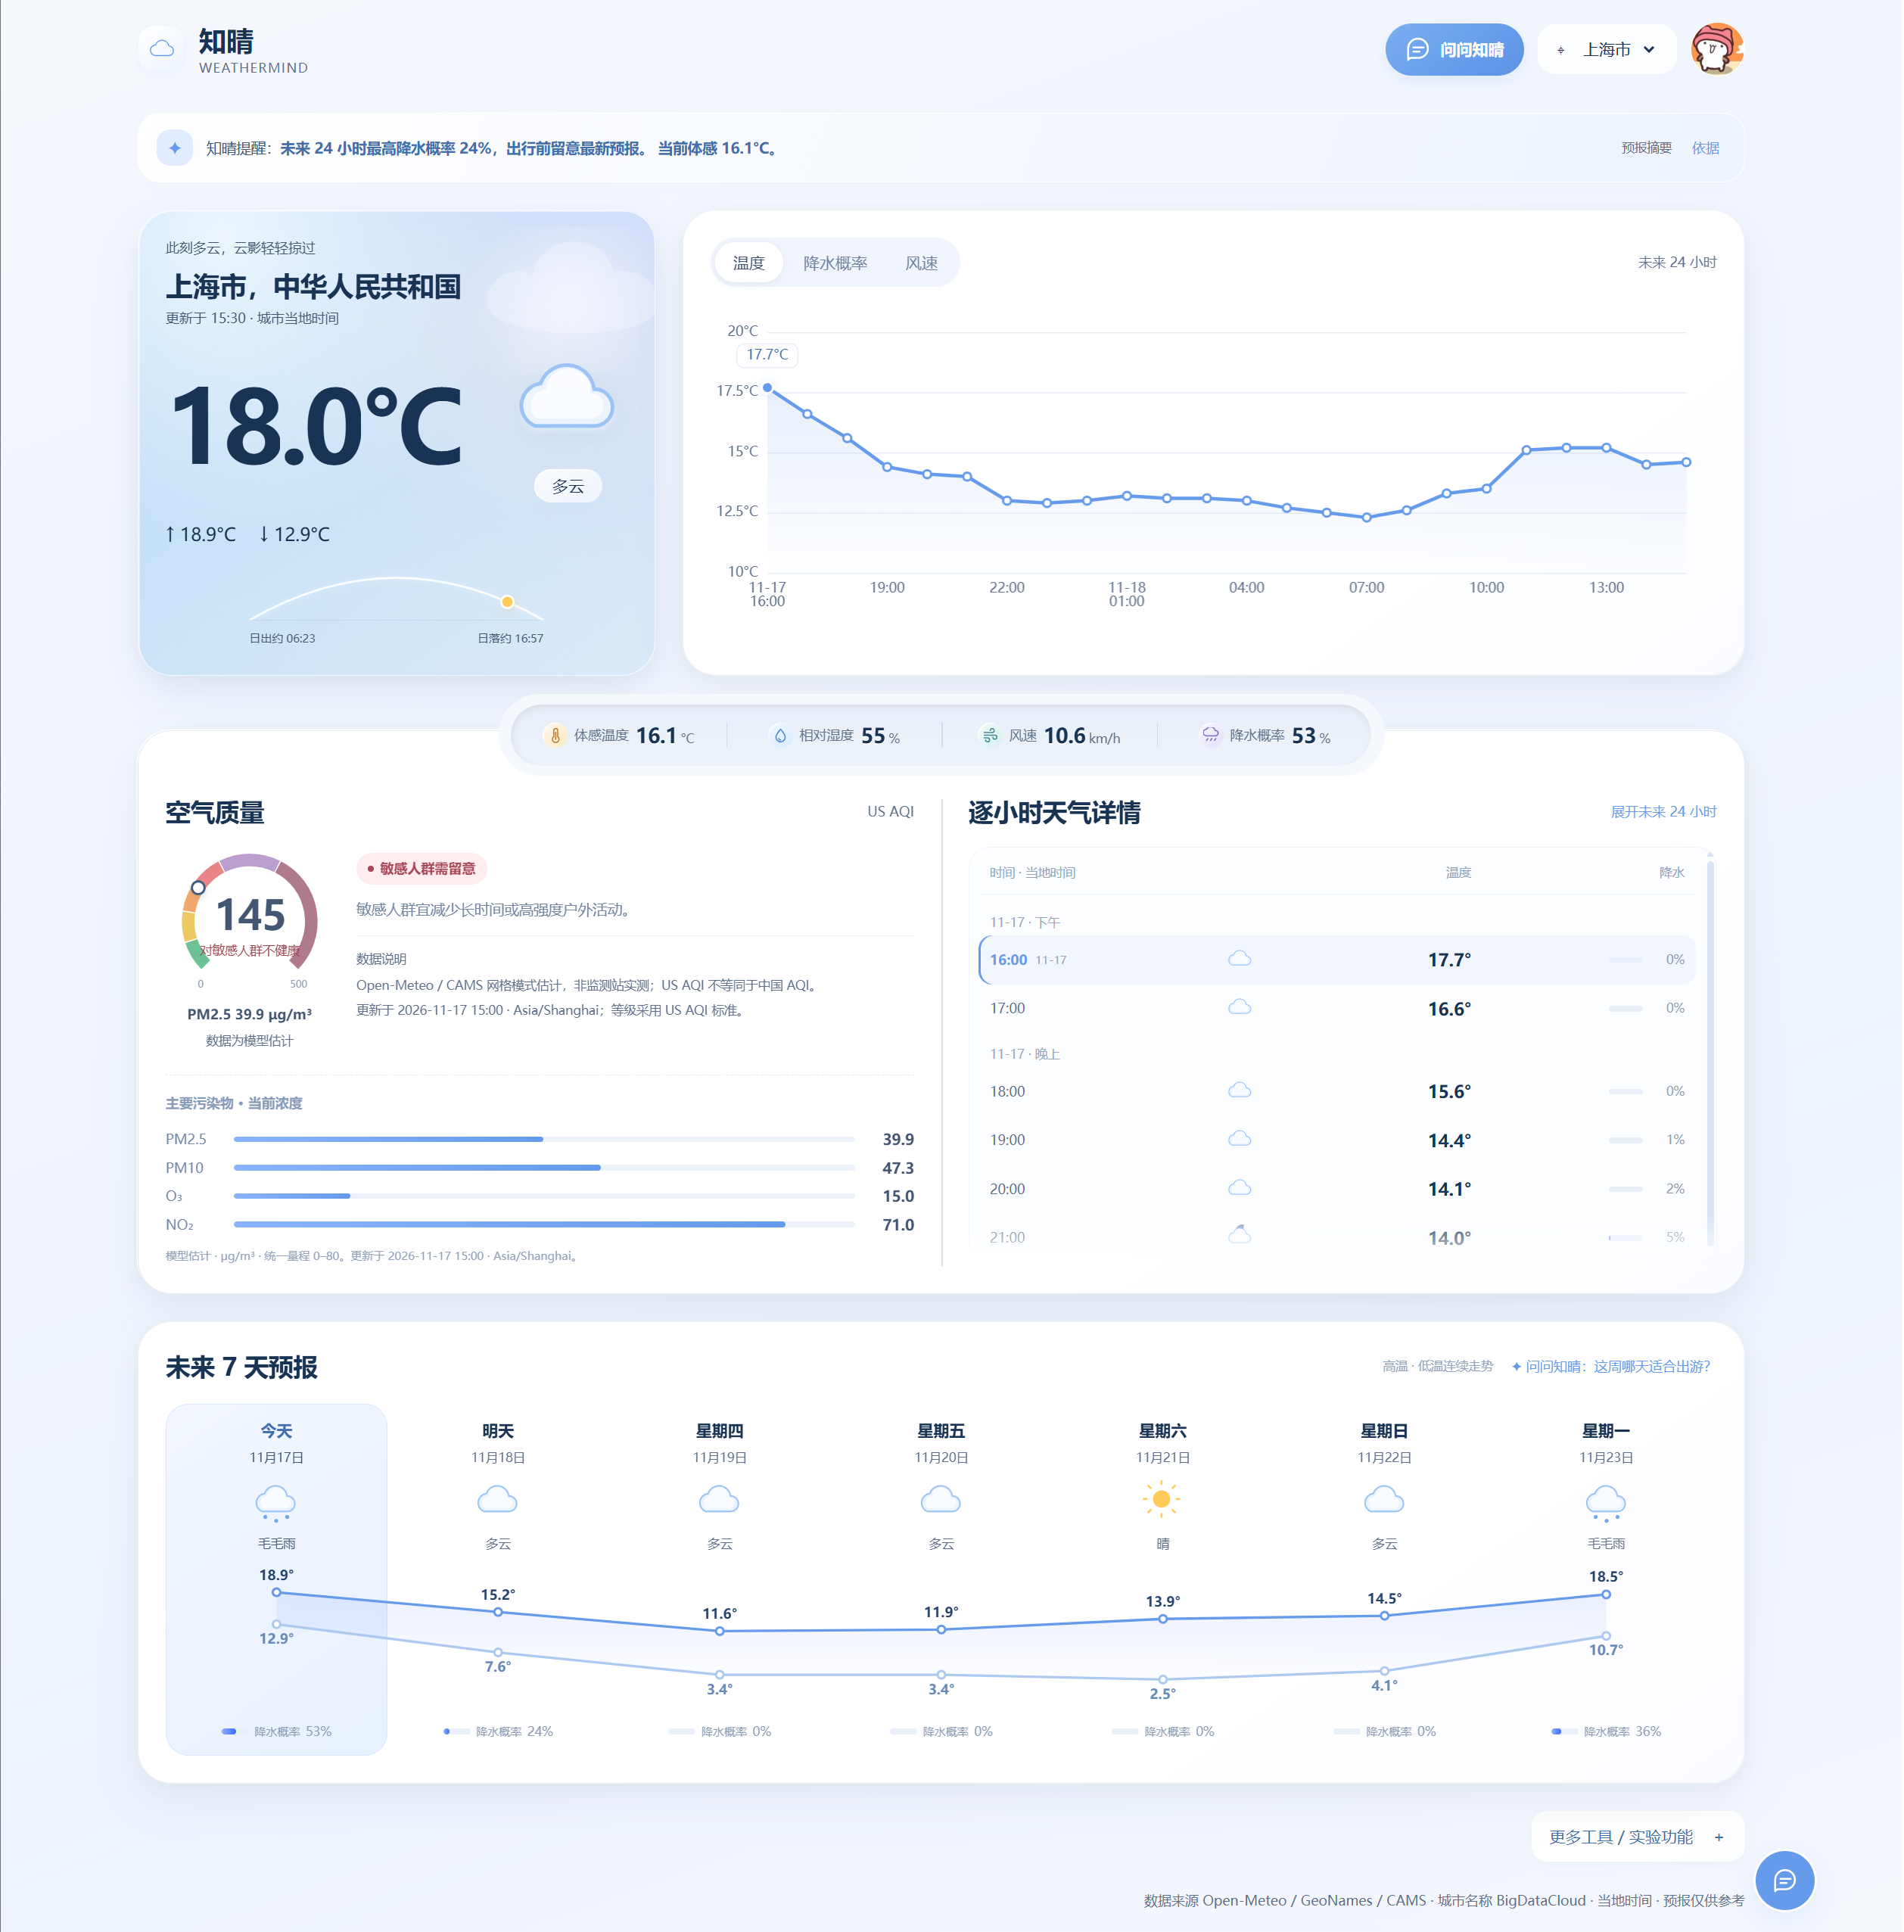 知晴
WEATHERMIND
问问知晴
上海市
知晴提醒：未来 24 小时最高降水概率 24%，出行前留意最新预报。 当前体感 16.1°C。
预报摘要 依据
此刻多云，云影轻轻掠过
上海市，中华人民共和国
更新于 15:30 · 城市当地时间
18.0°C
多云
↑ 18.9°C ↓ 12.9°C
日出约 06:23 日落约 16:57
温度 降水概率 风速
未来 24 小时
20°C
17.7°C
17.5°C
15°C
12.5°C
10°C
11-17 19:00 22:00 11-18 04:00 07:00 10:00 13:00
16:00 01:00
体感温度 16.1 °C 相对湿度 55 % 风速 10.6 km/h 降水概率 53 %
空气质量
US AQI
145
对敏感人群不健康
0 500
PM2.5 39.9 μg/m³
数据为模型估计
• 敏感人群需留意
敏感人群宜减少长时间或高强度户外活动。
数据说明
Open-Meteo / CAMS 网格模式估计，非监测站实测；US AQI 不等同于中国 AQI。
更新于 2026-11-17 15:00 · Asia/Shanghai；等级采用 US AQI 标准。
主要污染物 • 当前浓度
PM2.5 39.9
PM10 47.3
O₃ 15.0
NO₂ 71.0
模型估计 · μg/m³ · 统一量程 0–80。更新于 2026-11-17 15:00 · Asia/Shanghai。
逐小时天气详情
展开未来 24 小时
时间 · 当地时间 温度 降水
11-17 · 下午
16:00 11-17 17.7° 0%
17:00 16.6° 0%
11-17 · 晚上
18:00 15.6° 0%
19:00 14.4° 1%
20:00 14.1° 2%
21:00 14.0° 5%
未来 7 天预报
高温 · 低温连续走势 ✦ 问问知晴：这周哪天适合出游？
今天 明天 星期四 星期五 星期六 星期日 星期一
11月17日 11月18日 11月19日 11月20日 11月21日 11月22日 11月23日
毛毛雨 多云 多云 多云 晴 多云 毛毛雨
18.9° 15.2° 11.6° 11.9° 13.9° 14.5° 18.5°
12.9° 7.6° 3.4° 3.4° 2.5° 4.1° 10.7°
降水概率 53% 降水概率 24% 降水概率 0% 降水概率 0% 降水概率 0% 降水概率 0% 降水概率 36%
更多工具 / 实验功能 +
数据来源 Open-Meteo / GeoNames / CAMS · 城市名称 BigDataCloud · 当地时间 · 预报仅供参考